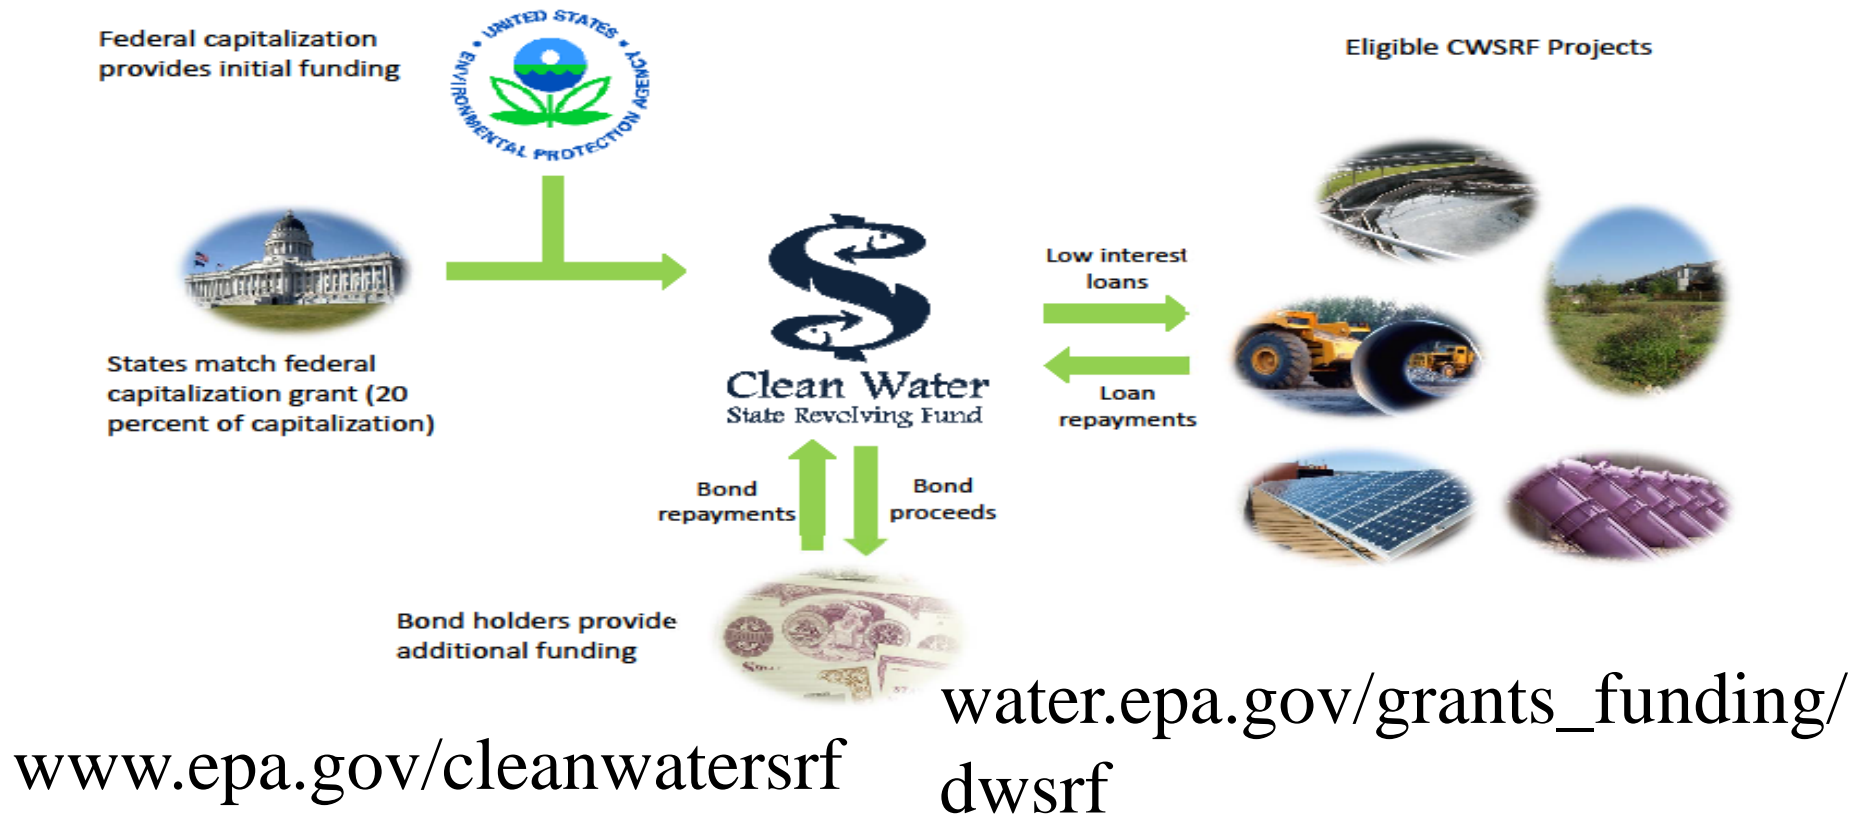 Federal capitalization
provides initial funding
UNITED STATES • ENVIRONMENTAL PROTECTION AGENCY •
Eligible CWSRF Projects
States match federal
capitalization grant (20
percent of capitalization)
Clean Water
State Revolving Fund
Low interest
loans
Loan
repayments
Bond
repayments
Bond
proceeds
Bond holders provide
additional funding
www.epa.gov/cleanwatersrf
water.epa.gov/grants_funding/
dwsrf